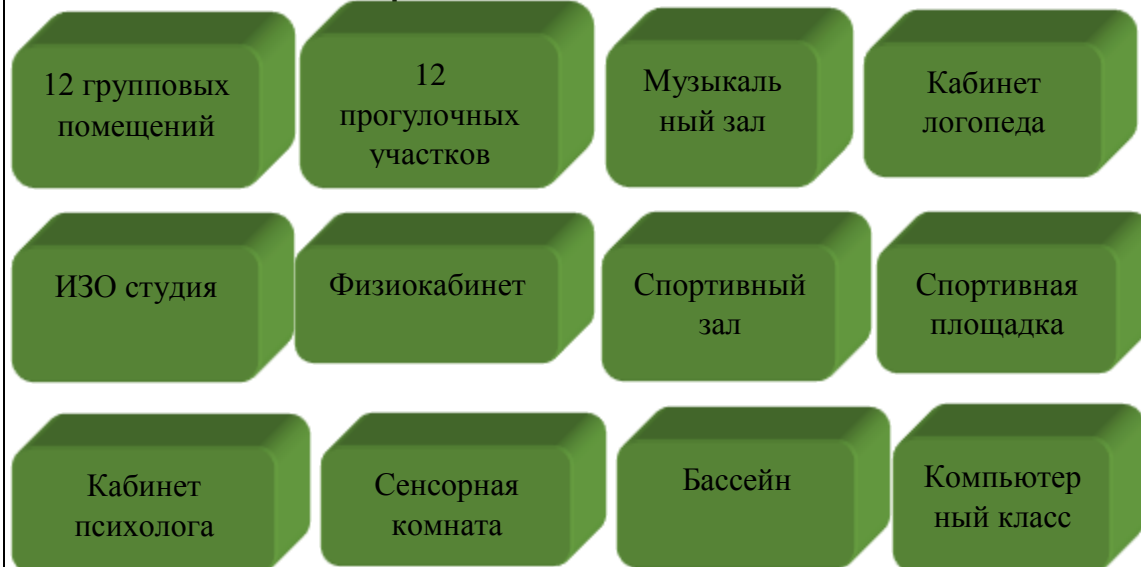 12 групповых
помещений
12
прогулочных
участков
Музыкаль
ный зал
Кабинет
логопеда
ИЗО студия
Физиокабинет
Спортивный
зал
Спортивная
площадка
Кабинет
психолога
Сенсорная
комната
Бассейн
Компьютер
ный класс